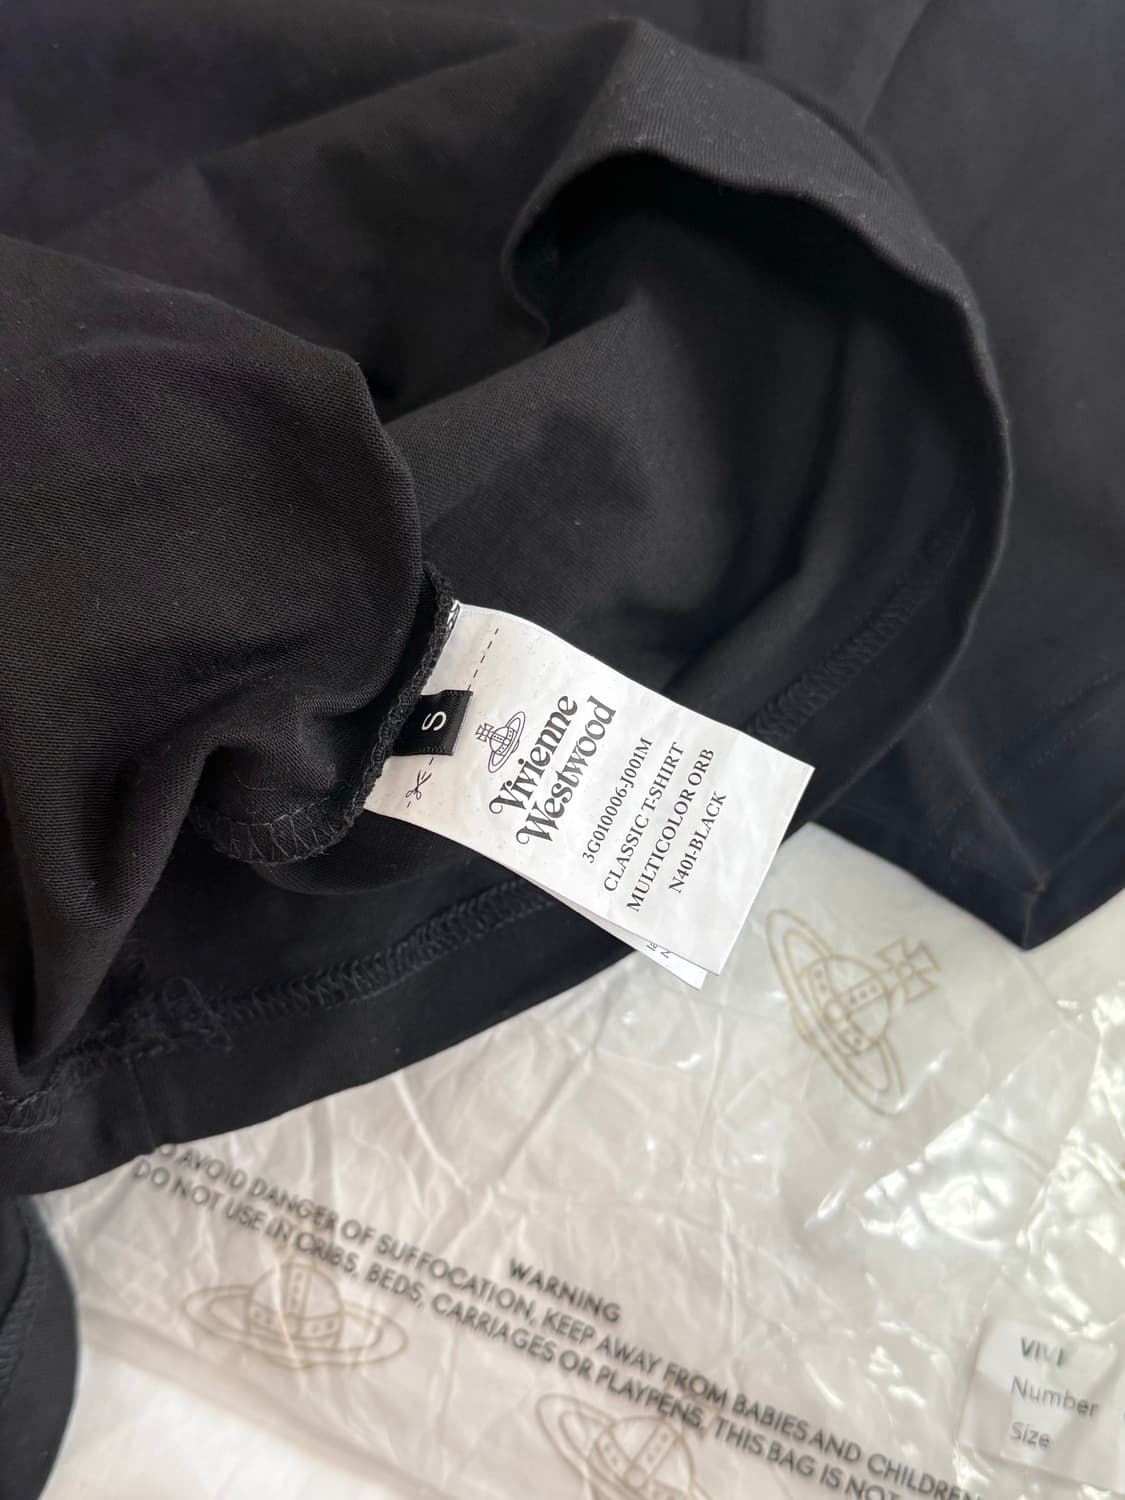 S
Vivienne
Westwood
3G010006-J001M
CLASSIC T-SHIRT
MULTICOLOR ORB
N401-BLACK
WARNING
O AVOID DANGER OF SUFFOCATION, KEEP AWAY FROM BABIES AND CHILDREN
DO NOT USE IN CRIBS, BEDS, CARRIAGES OR PLAYPENS, THIS BAG IS NOT
Number
Size